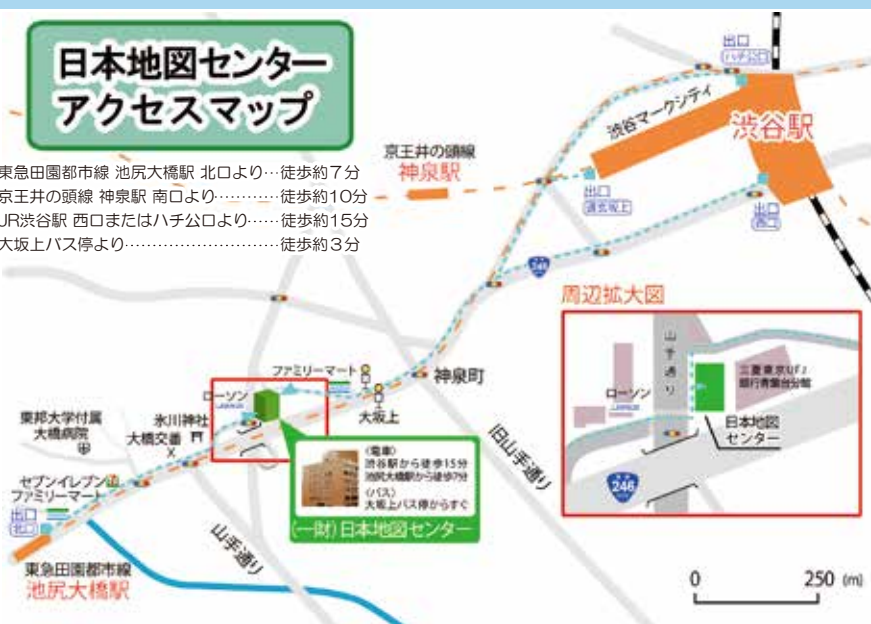 日本地図センター
アクセスマップ
東急田園都市線 池尻大橋駅 北口より…徒歩約7分
京王井の頭線 神泉駅 南口より…………徒歩約10分
JR渋谷駅 西口またはハチ公口より……徒歩約15分
大坂上バス停より…………………………徒歩約3分
出口
ハチ公口
渋谷マークシティ
渋谷駅
京王井の頭線
神泉駅
出口
道玄坂上
出口
西口
246
周辺拡大図
山手通り
ローソン
三菱東京UFJ
銀行青葉台分館
日本地図
センター
246
ファミリーマート
神泉町
ローソン
大坂上
東邦大学付属
大橋病院
氷川神社
大橋交番
〈電車〉
渋谷駅から徒歩15分
池尻大橋駅から徒歩7分
〈バス〉
大坂上バス停からすぐ
(一財)日本地図センター
旧山手通り
セブンイレブン
ファミリーマート
出口
北口
山手通り
東急田園都市線
池尻大橋駅
0 250 (m)